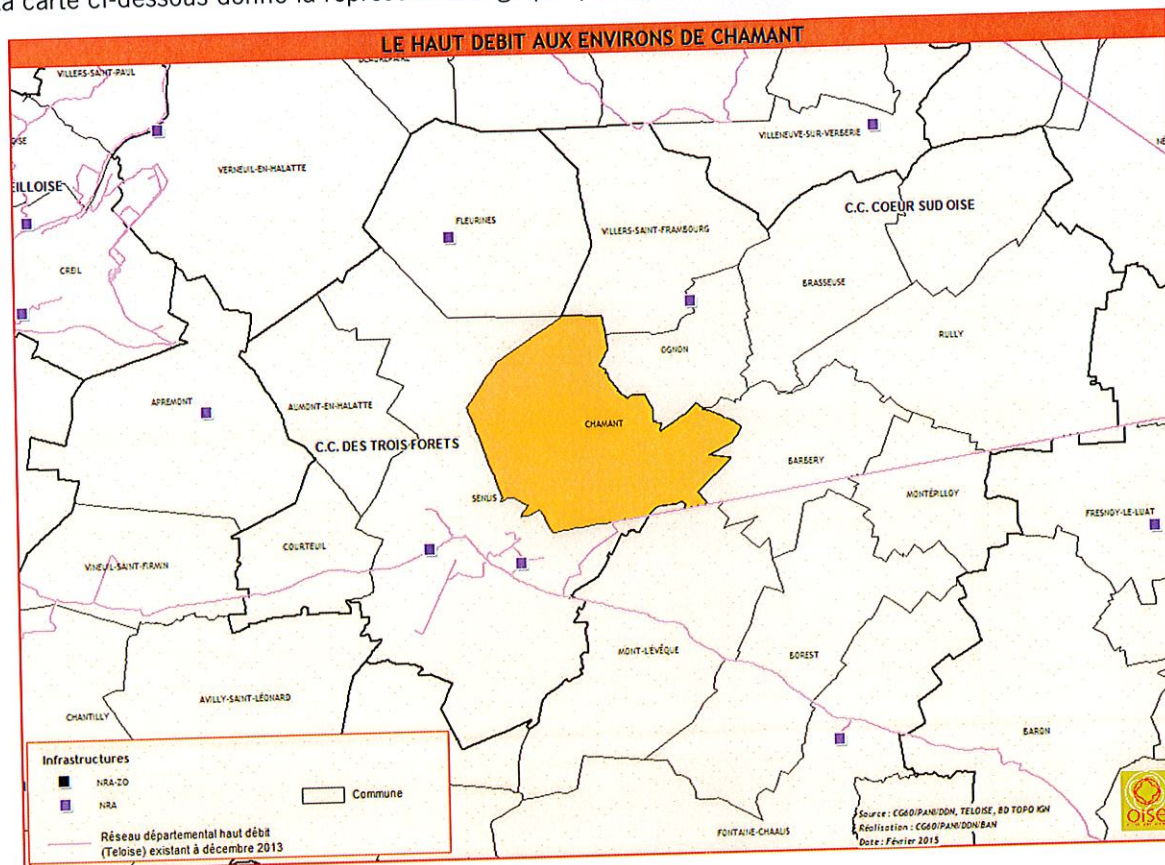 La carte ci-dessous donne la
LE HAUT DEBIT AUX ENVIRONS DE CHAMANT
VILLERS-SAINT-PAUL
VILLENEUVE-SUR-VERBERIE
VERNEUIL-EN-HALATTE
EILLOISE
C.C. COEUR SUD OISE
FLEURINES
VILLERS-SAINT-FRAMBOURG
CREIL
BRASSEUSE
RULLY
OGNON
APREMONT
AUMONT-EN-HALATTE
CHAMANT
C.C. DES TROIS FORETS
BARBERY
SENLIS
MONTÉPILLOY
FRESNOY-LE-LUAT
COURTEUIL
VINEUIL-SAINT-FIRMIN
MONT-L'ÉVÊQUE
BOREST
AVILLY-SAINT-LÉONARD
CHANTILLY
BARON
FONTAINE-CHAALIS
Infrastructures
NRA-ZO
NRA
Commune
Réseau départemental haut débit
(Teloise) existant à décembre 2013
Source : CG60/PANI/DDN, TELOISE, BD TOPO IGN
Réalisation : CG60/PANI/DDN/BAN
Date : Février 2015
oise